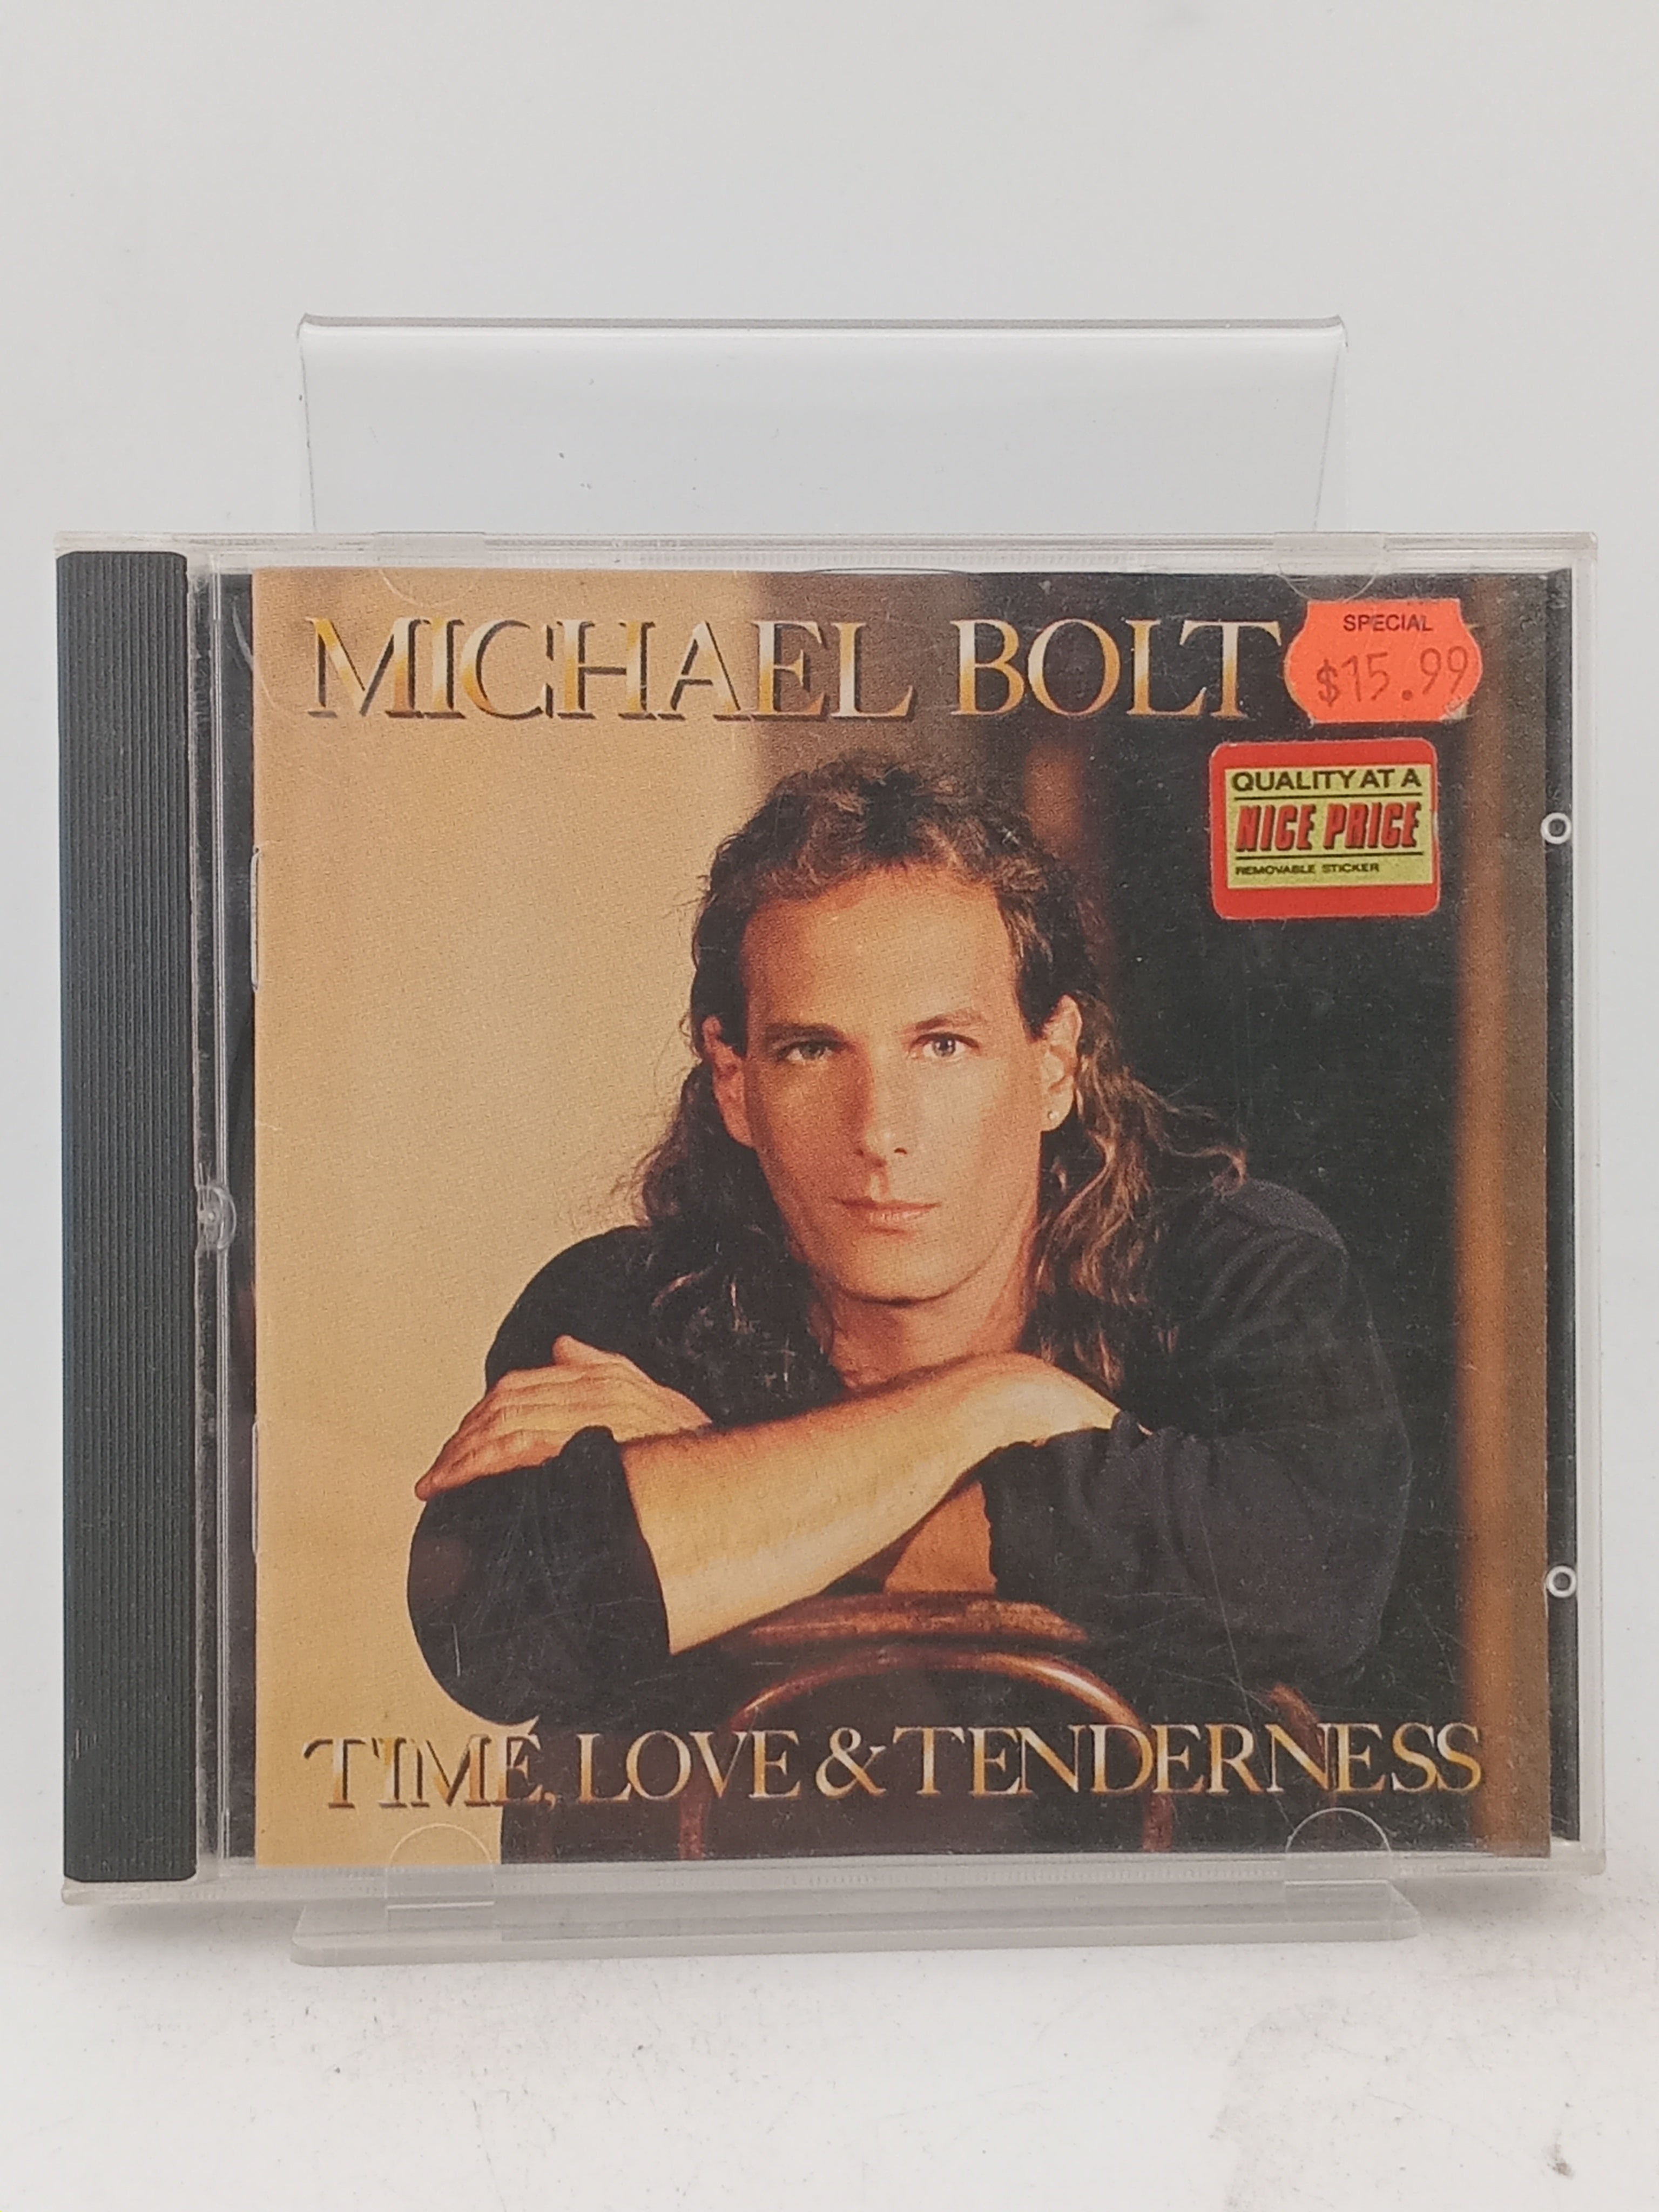 MICHAEL BOLT
SPECIAL
$15.99
QUALITY AT A
NICE PRICE
REMOVABLE STICKER
TIME, LOVE & TENDERNESS